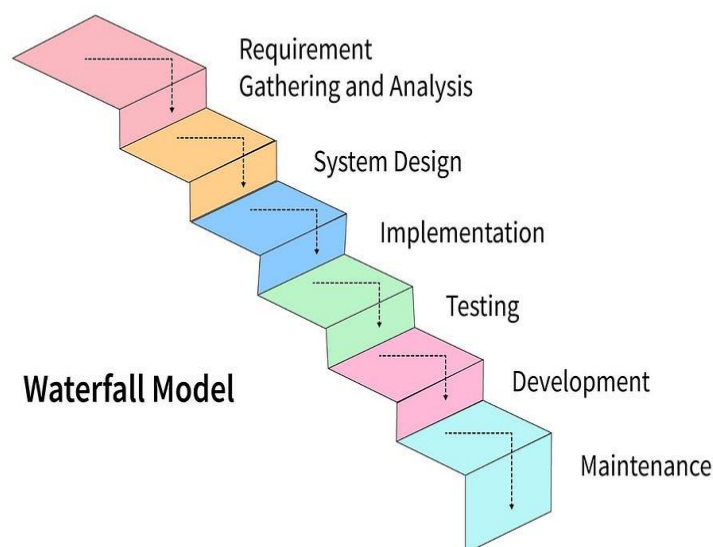 Requirement
Gathering and Analysis
System Design
Implementation
Testing
Development
Waterfall Model
Maintenance